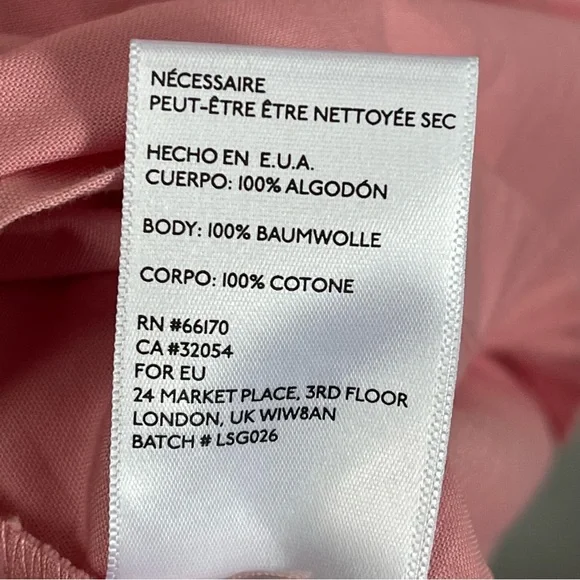 NÉCESSAIRE
PEUT-ÊTRE ÊTRE NETTOYÉE SEC
HECHO EN E.U.A.
CUERPO: 100% ALGODÓN
BODY: 100% BAUMWOLLE
CORPO: 100% COTONE
RN #66170
CA #32054
FOR EU
24 MARKET PLACE, 3RD FLOOR
LONDON, UK W1W8AN
BATCH # LSG026